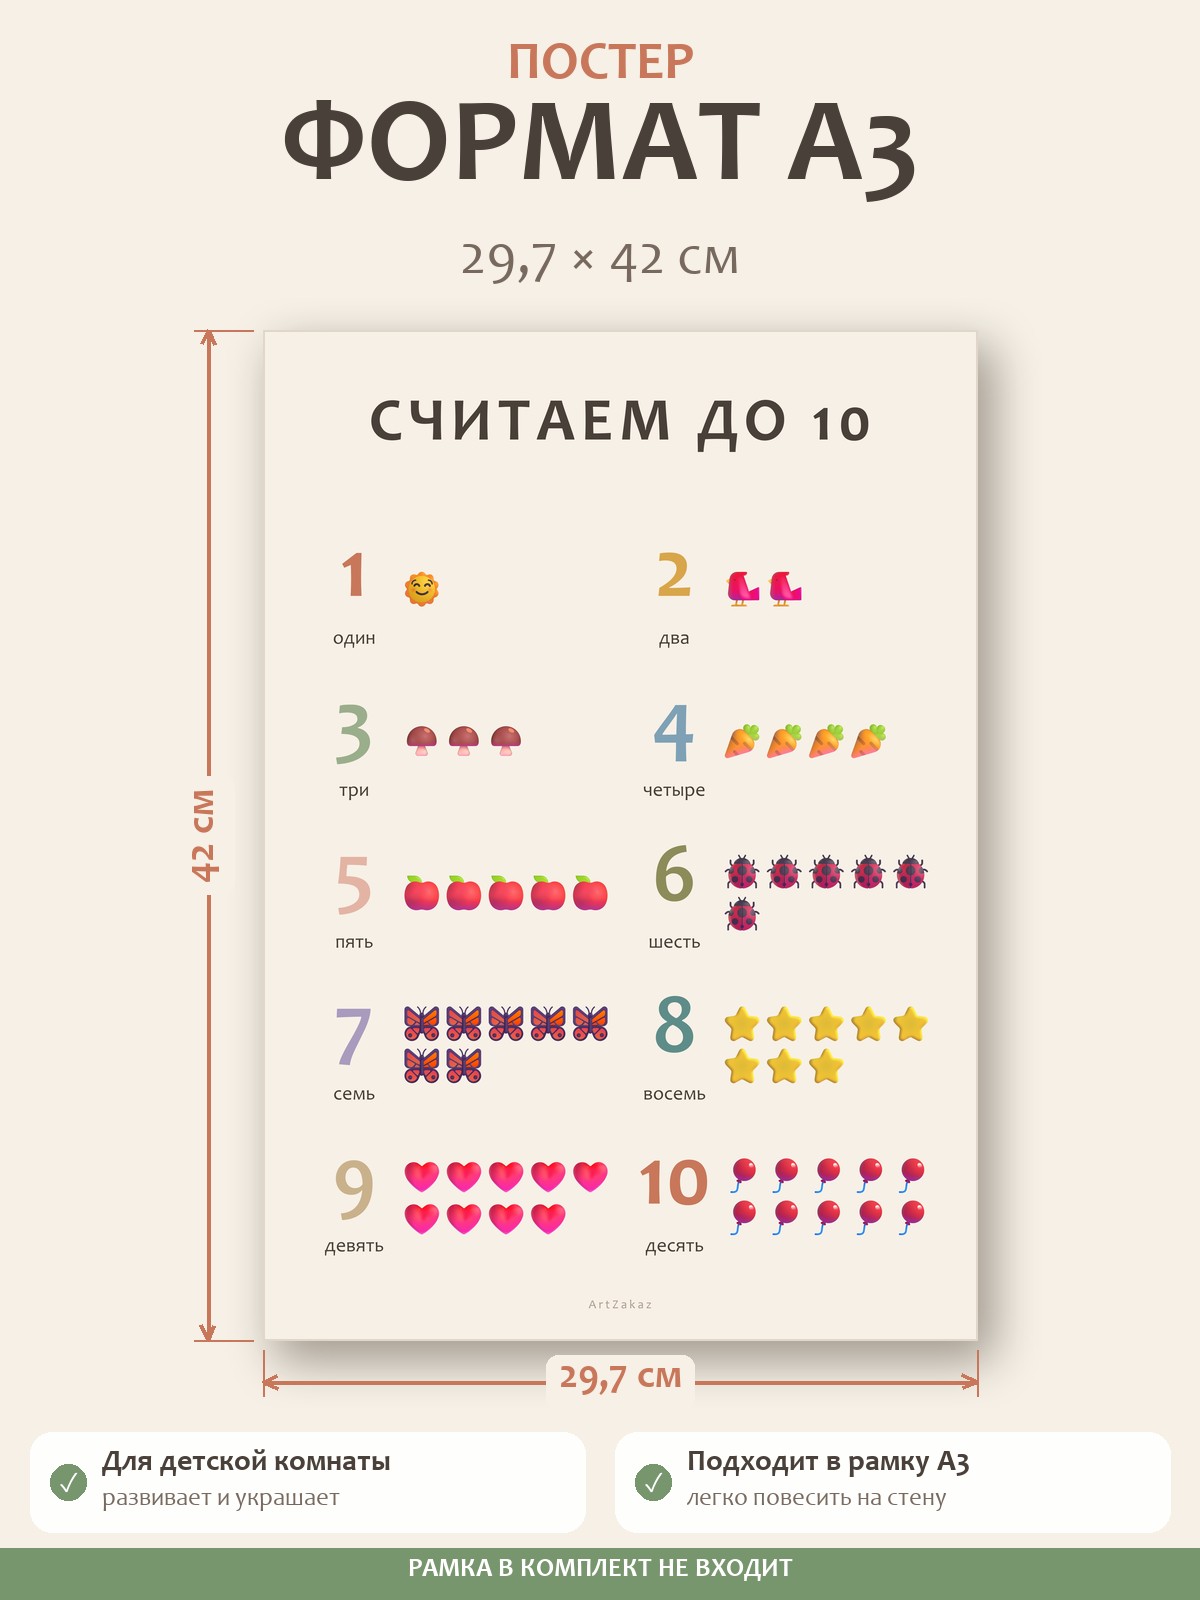 ПОСТЕР
ФОРМАТ А3
29,7 × 42 см
СЧИТАЕМ ДО 10
1
один
2
два
3
три
4
четыре
5
пять
6
шесть
7
семь
8
восемь
9
девять
10
десять
ArtZakaz
42 см
29,7 см
Для детской комнаты
развивает и украшает
Подходит в рамку А3
легко повесить на стену
РАМКА В КОМПЛЕКТ НЕ ВХОДИТ